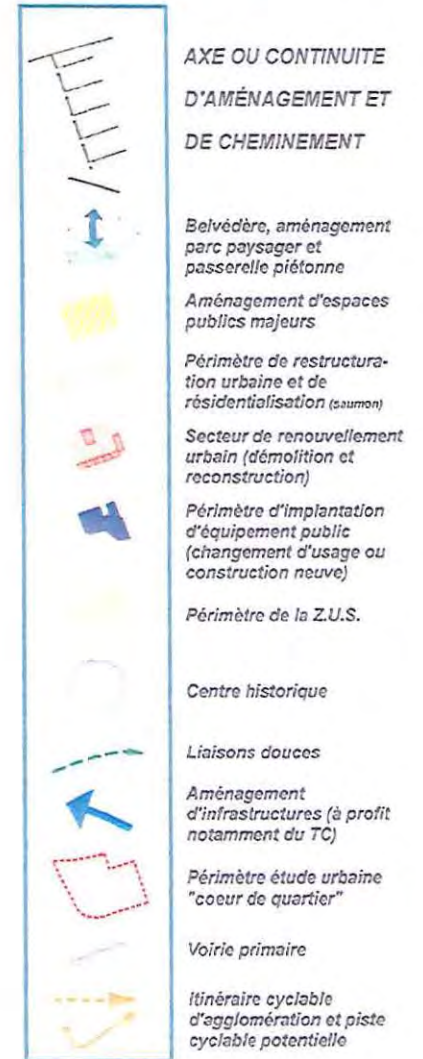 AXE OU CONTINUITE
D'AMÉNAGEMENT ET
DE CHEMINEMENT
Belvédère, aménagement
parc paysager et
passerelle piétonne
Aménagement d'espaces
publics majeurs
Périmètre de restructura-
tion urbaine et de
résidentialisation (saumon)
Secteur de renouvellement
urbain (démolition et
reconstruction)
Périmètre d'implantation
d'équipement public
(changement d'usage ou
construction neuve)
Périmètre de la Z.U.S.
Centre historique
Liaisons douces
Aménagement
d'infrastructures (à profit
notamment du TC)
Périmètre étude urbaine
"coeur de quartier"
Voirie primaire
Itinéraire cyclable
d'agglomération et piste
cyclable potentielle